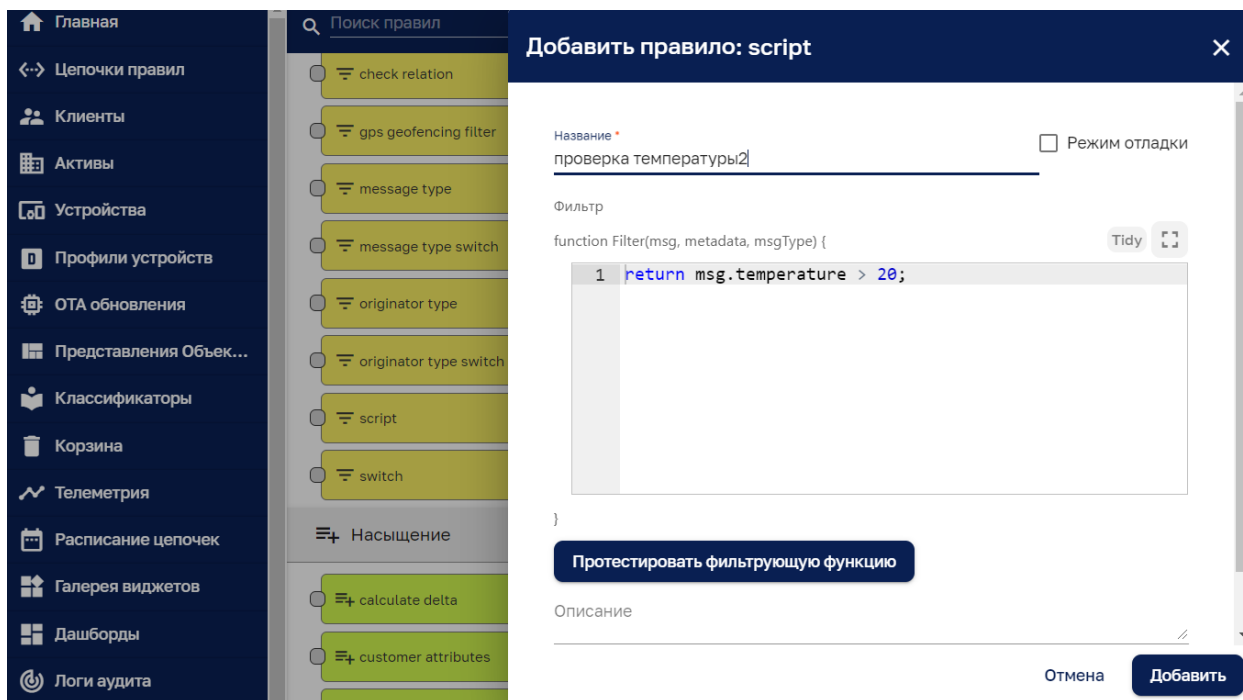 Главная
Цепочки правил
Клиенты
Активы
Устройства
Профили устройств
ОТА обновления
Представления Объек...
Классификаторы
Корзина
Телеметрия
Расписание цепочек
Галерея виджетов
Дашборды
Логи аудита
Поиск правил
check relation
gps geofencing filter
message type
message type switch
originator type
originator type switch
script
switch
Насыщение
calculate delta
customer attributes
Добавить правило: script
Название *
проверка температуры2
Режим отладки
Фильтр
function Filter(msg, metadata, msgType) {
Tidy
1 return msg.temperature > 20;
}
Протестировать фильтрующую функцию
Описание
Отмена
Добавить